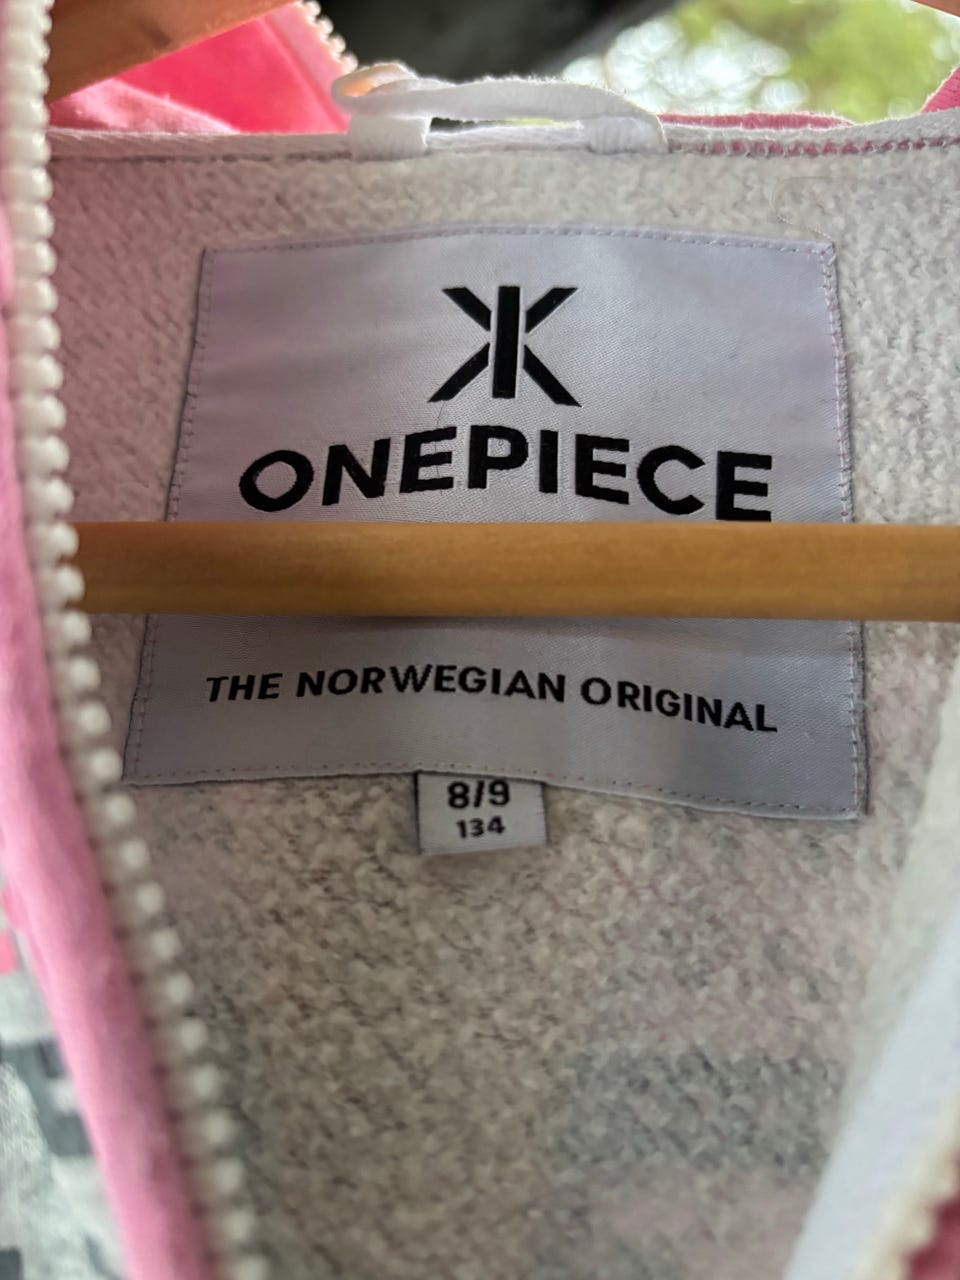 ONEPIECE
THE NORWEGIAN ORIGINAL
8/9
134